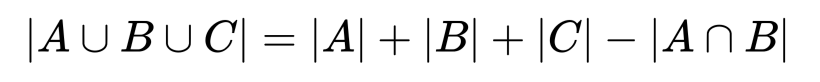 |A ∪ B ∪ C| = |A| + |B| + |C| − |A ∩ B|